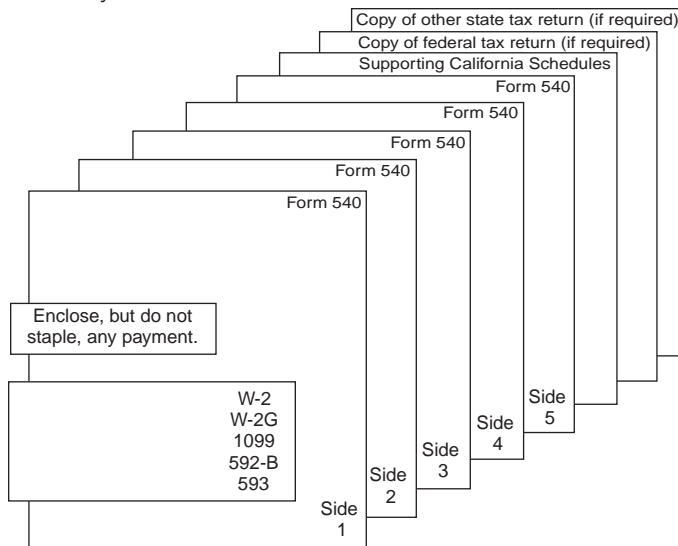 Copy of other state tax return (if required)
Copy of federal tax return (if required)
Supporting California Schedules
Form 540
Form 540
Form 540
Form 540
Form 540
Enclose, but do not
staple, any payment.
W-2
W-2G
1099
592-B
593
Side
1
Side
2
Side
3
Side
4
Side
5